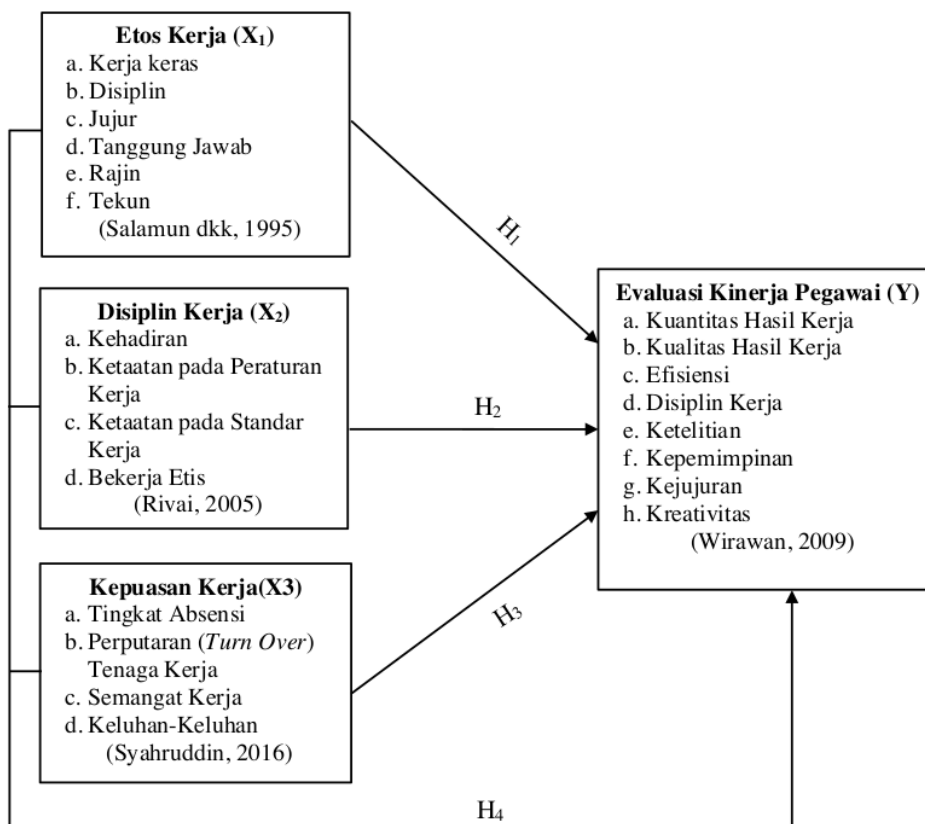 Etos Kerja (X₁)
a. Kerja keras
b. Disiplin
c. Jujur
d. Tanggung Jawab
e. Rajin
f. Tekun
(Salamun dkk, 1995)
H₁
Disiplin Kerja (X₂)
a. Kehadiran
b. Ketaatan pada Peraturan
Kerja
c. Ketaatan pada Standar
Kerja
d. Bekerja Etis
(Rivai, 2005)
H₂
Kepuasan Kerja(X3)
a. Tingkat Absensi
b. Perputaran (Turn Over)
Tenaga Kerja
c. Semangat Kerja
d. Keluhan-Keluhan
(Syahruddin, 2016)
H₃
Evaluasi Kinerja Pegawai (Y)
a. Kuantitas Hasil Kerja
b. Kualitas Hasil Kerja
c. Efisiensi
d. Disiplin Kerja
e. Ketelitian
f. Kepemimpinan
g. Kejujuran
h. Kreativitas
(Wirawan, 2009)
H₄